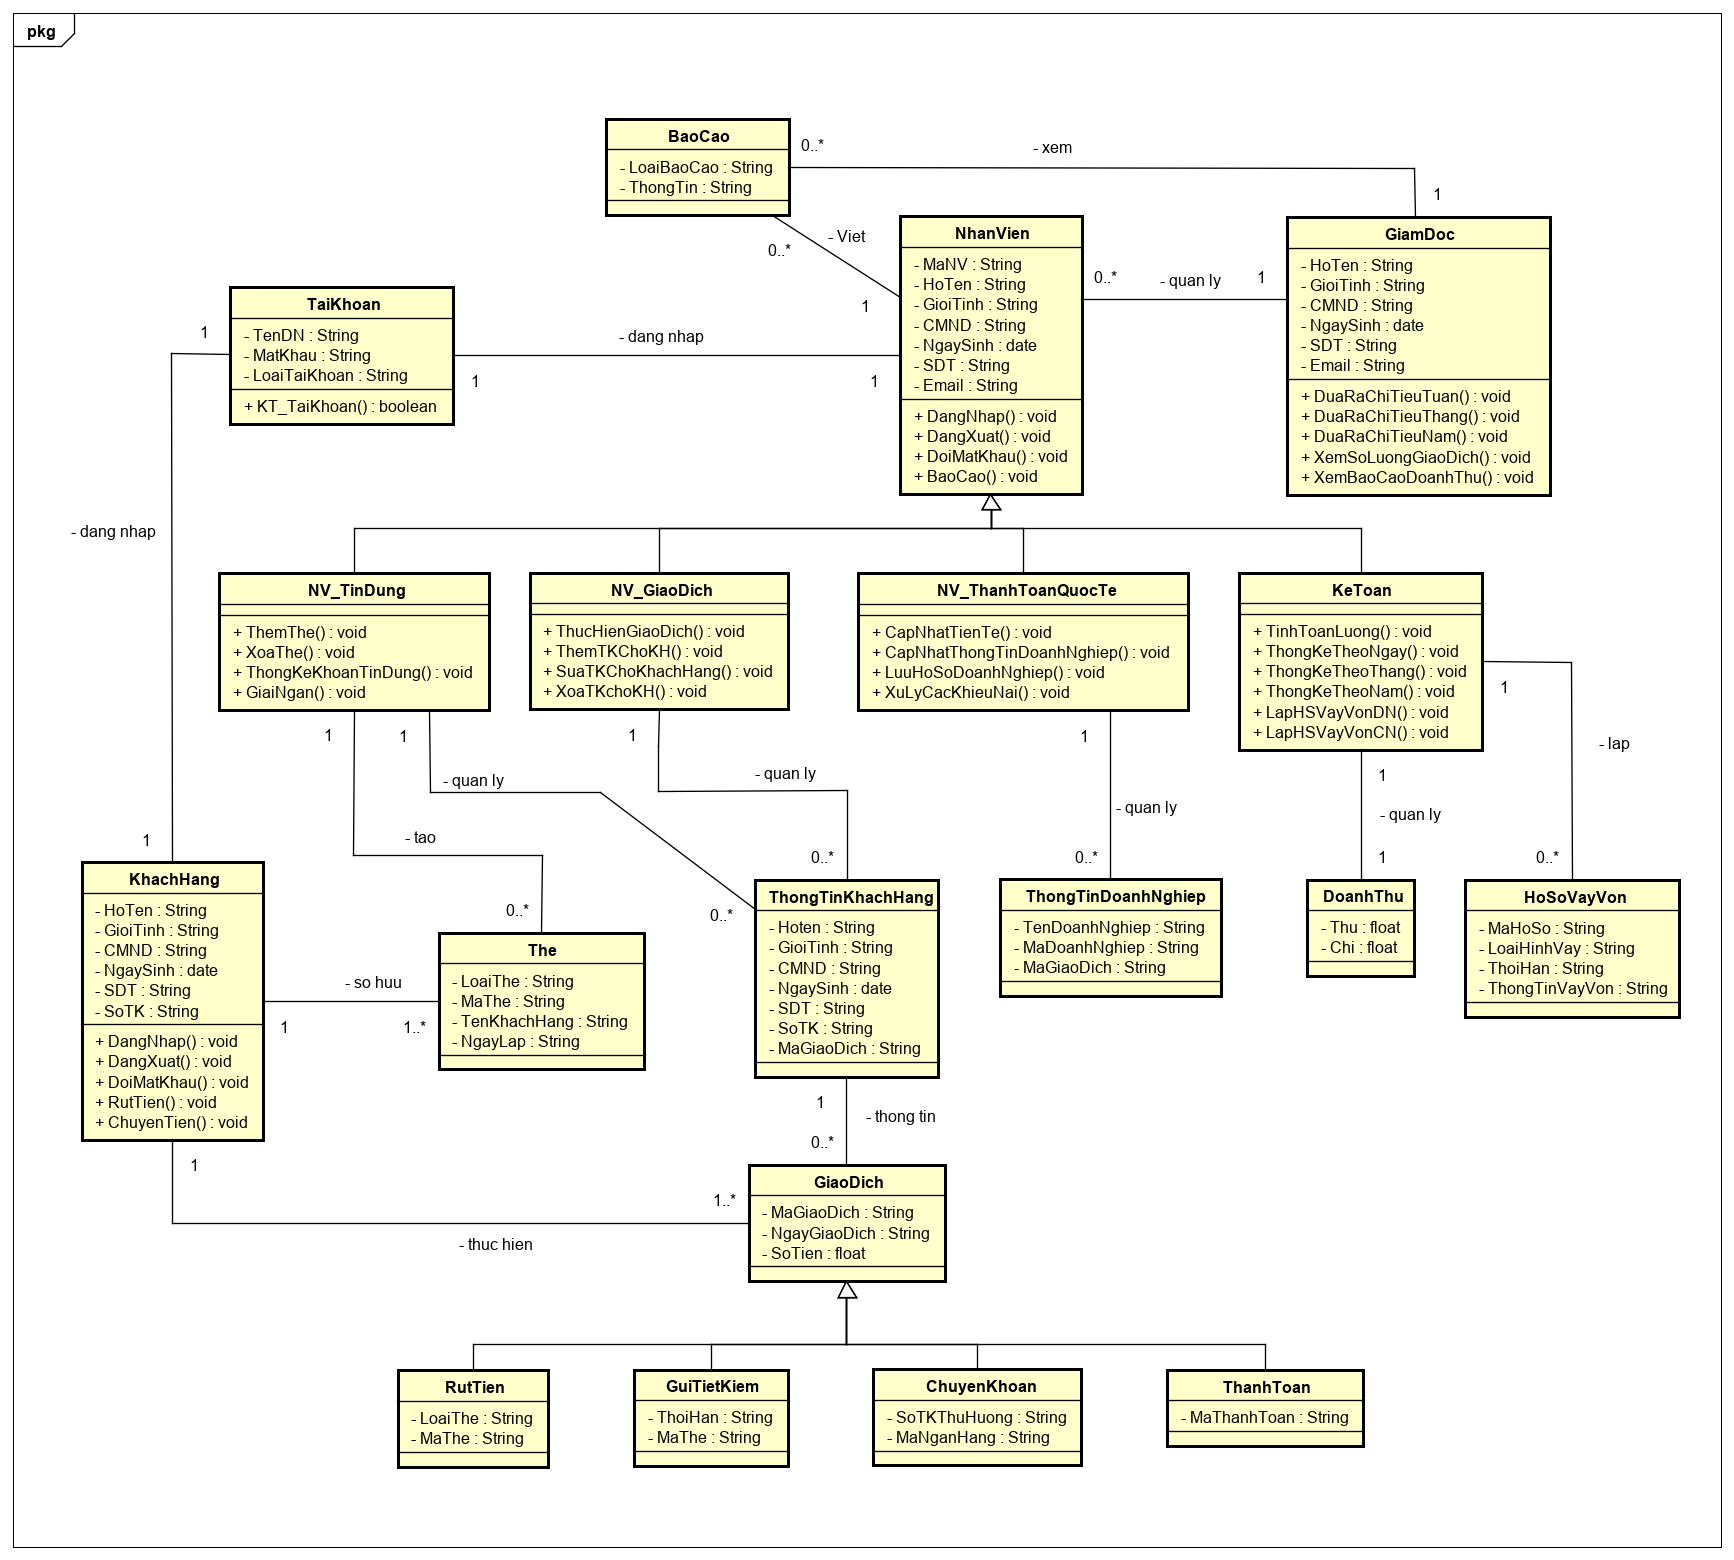 pkg
BaoCao
- LoaiBaoCao : String
- ThongTin : String
0..*
- xem
1
- Viet
0..*
1
NhanVien
- MaNV : String
- HoTen : String
- GioiTinh : String
- CMND : String
- NgaySinh : date
- SDT : String
- Email : String
+ DangNhap() : void
+ DangXuat() : void
+ DoiMatKhau() : void
+ BaoCao() : void
0..*
- quan ly
1
GiamDoc
- HoTen : String
- GioiTinh : String
- CMND : String
- NgaySinh : date
- SDT : String
- Email : String
+ DuaRaChiTieuTuan() : void
+ DuaRaChiTieuThang() : void
+ DuaRaChiTieuNam() : void
+ XemSoLuongGiaoDich() : void
+ XemBaoCaoDoanhThu() : void
TaiKhoan
- TenDN : String
- MatKhau : String
- LoaiTaiKhoan : String
+ KT_TaiKhoan() : boolean
1
- dang nhap
1
1
- dang nhap
1
NV_TinDung
+ ThemThe() : void
+ XoaThe() : void
+ ThongKeKhoanTinDung() : void
+ GiaiNgan() : void
NV_GiaoDich
+ ThucHienGiaoDich() : void
+ ThemTKChoKH() : void
+ SuaTKChoKhachHang() : void
+ XoaTKchoKH() : void
NV_ThanhToanQuocTe
+ CapNhatTienTe() : void
+ CapNhatThongTinDoanhNghiep() : void
+ LuuHoSoDoanhNghiep() : void
+ XuLyCacKhieuNai() : void
KeToan
+ TinhToanLuong() : void
+ ThongKeTheoNgay() : void
+ ThongKeTheoThang() : void
+ ThongKeTheoNam() : void
+ LapHSVayVonDN() : void
+ LapHSVayVonCN() : void
1
- lap
0..*
1
1
- quan ly
0..*
- tao
0..*
1
- quan ly
0..*
1
- quan ly
0..*
1
- quan ly
1
KhachHang
- HoTen : String
- GioiTinh : String
- CMND : String
- NgaySinh : date
- SDT : String
- SoTK : String
+ DangNhap() : void
+ DangXuat() : void
+ DoiMatKhau() : void
+ RutTien() : void
+ ChuyenTien() : void
- so huu
1
1..*
The
- LoaiThe : String
- MaThe : String
- TenKhachHang : String
- NgayLap : String
ThongTinKhachHang
- Hoten : String
- GioiTinh : String
- CMND : String
- NgaySinh : date
- SDT : String
- SoTK : String
- MaGiaoDich : String
ThongTinDoanhNghiep
- TenDoanhNghiep : String
- MaDoanhNghiep : String
- MaGiaoDich : String
DoanhThu
- Thu : float
- Chi : float
HoSoVayVon
- MaHoSo : String
- LoaiHinhVay : String
- ThoiHan : String
- ThongTinVayVon : String
1
- thong tin
0..*
1
1..*
- thuc hien
GiaoDich
- MaGiaoDich : String
- NgayGiaoDich : String
- SoTien : float
RutTien
- LoaiThe : String
- MaThe : String
GuiTietKiem
- ThoiHan : String
- MaThe : String
ChuyenKhoan
- SoTKThuHuong : String
- MaNganHang : String
ThanhToan
- MaThanhToan : String